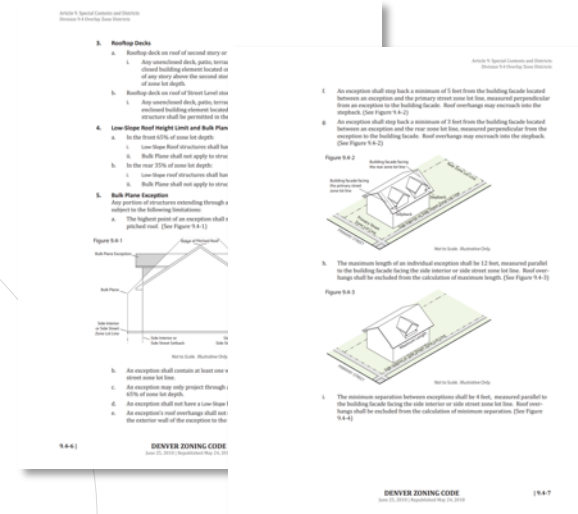 Article 9. Special Contexts and Districts
Division 9.4 Overlay Zone Districts
3. Rooftop Decks
a. Rooftop deck on roof of second story or
i. Any unenclosed deck, patio, terra
closed building element located o
of any story above the second stor
of zone lot depth.
b. Rooftop deck on roof of Street Level stor
i. Any unenclosed deck, patio, terrac
enclosed building element located
structure shall be permitted in the
4. Low-Slope Roof Height Limit and Bulk Plan
a. In the front 65% of zone lot depth:
i. Low-Slope Roof structures shall hav
ii. Bulk Plane shall not apply to struc
b. In the rear 35% of zone lot depth:
i. Low-Slope roof structures shall hav
ii. Bulk Plane shall not apply to struc
5. Bulk Plane Exception
Any portion of structures extending through a
subject to the following limitations:
a. The highest point of an exception shall n
pitched roof. (See Figure 9.4-1)
Figure 9.4-1
Ridge of Pitched Roof
Bulk Plane Exception
Bulk Plane
Side Interior
or Side Street
Zone Lot Line
Side Interior or
Side Street Setback
Not to Scale. Illustrative Only
b. An exception shall contain at least one w
street zone lot line.
c. An exception may only project through a
65% of zone lot depth.
d. An exception shall not have a Low-Slope
e. An exception's roof overhang shall not
the exterior wall of the exception to the
9.4-6 |
DENVER ZONING CODE
June 25, 2010 | Republished May 24, 201
Article 9. Special Contexts and Districts
Division 9.4 Overlay Zone Districts
f. An exception shall step back a minimum of 5 feet from the building facade located
between an exception and the primary street zone lot line, measured perpendicular
from an exception to the building facade. Roof overhang may encroach into the
stepback. (See Figure 9.4-2)
g. An exception shall step back a minimum of 3 feet from the building facade located
between an exception and the rear zone lot line, measured perpendicular from the
exception to the building facade. Roof overhang may encroach into the stepback.
(See Figure 9.4-2)
Figure 9.4-2
Building facade facing
the rear zone lot line
Building facade facing
the primary street
zone lot line
Stepback
Stepback
Not to Scale. Illustrative Only.
h. The maximum length of an individual exception shall be 12 feet, measured parallel
to the building facade facing the side interior or side street zone lot line. Roof over-
hangs shall be excluded from the calculation of maximum length. (See Figure 9.4-3)
Figure 9.4-3
Not to Scale. Illustrative Only.
i. The minimum separation between exceptions shall be 4 feet, measured parallel to
the building facade facing the side interior or side street zone lot line. Roof over-
hangs shall be excluded from the calculation of minimum separation. (See Figure
9.4-4)
DENVER ZONING CODE
June 25, 2010 | Republished May 24, 2018
| 9.4-7